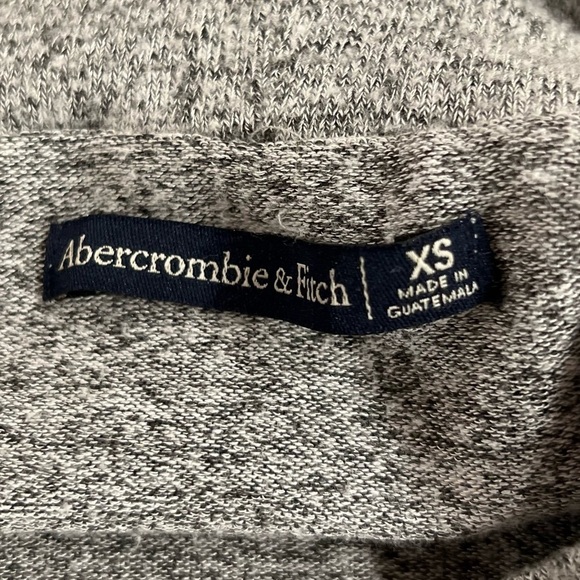 Abercrombie & Fitch
XS
MADE IN
GUATEMALA